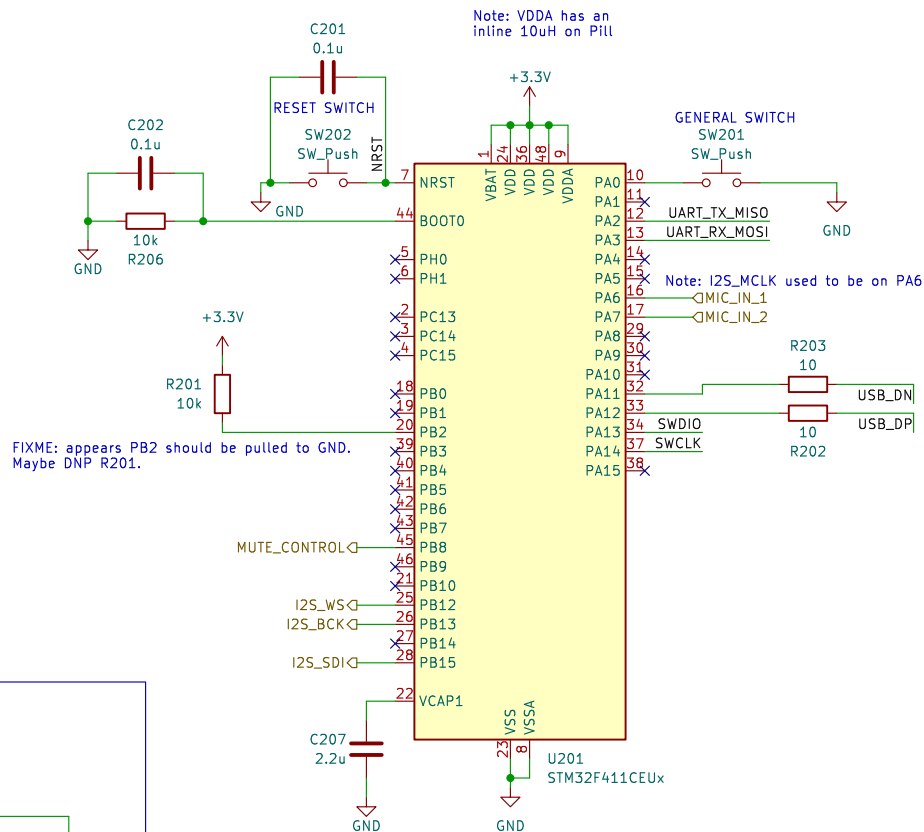 Note: VDDA has an
inline 10uH on Pill
C201
0.1u
+3.3V
RESET SWITCH
GENERAL SWITCH
C202
0.1u
SW202
SW_Push
NRST
SW201
SW_Push
1
24
36
48
9
VBAT
VDD
VDD
VDD
VDDA
7
NRST
GND
44
BOOT0
10k
R206
GND
5
PH0
6
PH1
2
PC13
3
PC14
4
PC15
+3.3V
R201
10k
18
PB0
19
PB1
20
PB2
FIXME: appears PB2 should be pulled to GND.
Maybe DNP R201.
39
PB3
40
PB4
41
PB5
42
PB6
43
PB7
MUTE_CONTROL
45
PB8
46
PB9
21
PB10
I2S_WS
25
PB12
I2S_BCK
26
PB13
27
PB14
I2S_SDI
28
PB15
22
VCAP1
C207
2.2u
GND
PA0
10
GND
PA1
11
PA2
12
UART_TX_MISO
PA3
13
UART_RX_MOSI
PA4
14
PA5
15
Note: I2S_MCLK used to be on PA6
PA6
16
MIC_IN_1
PA7
17
MIC_IN_2
PA8
29
PA9
30
PA10
31
R203
10
PA11
32
USB_DN
PA12
33
USB_DP
10
R202
PA13
34
SWDIO
PA14
37
SWCLK
PA15
38
VSS
VSSA
23
8
U201
STM32F411CEUx
GND